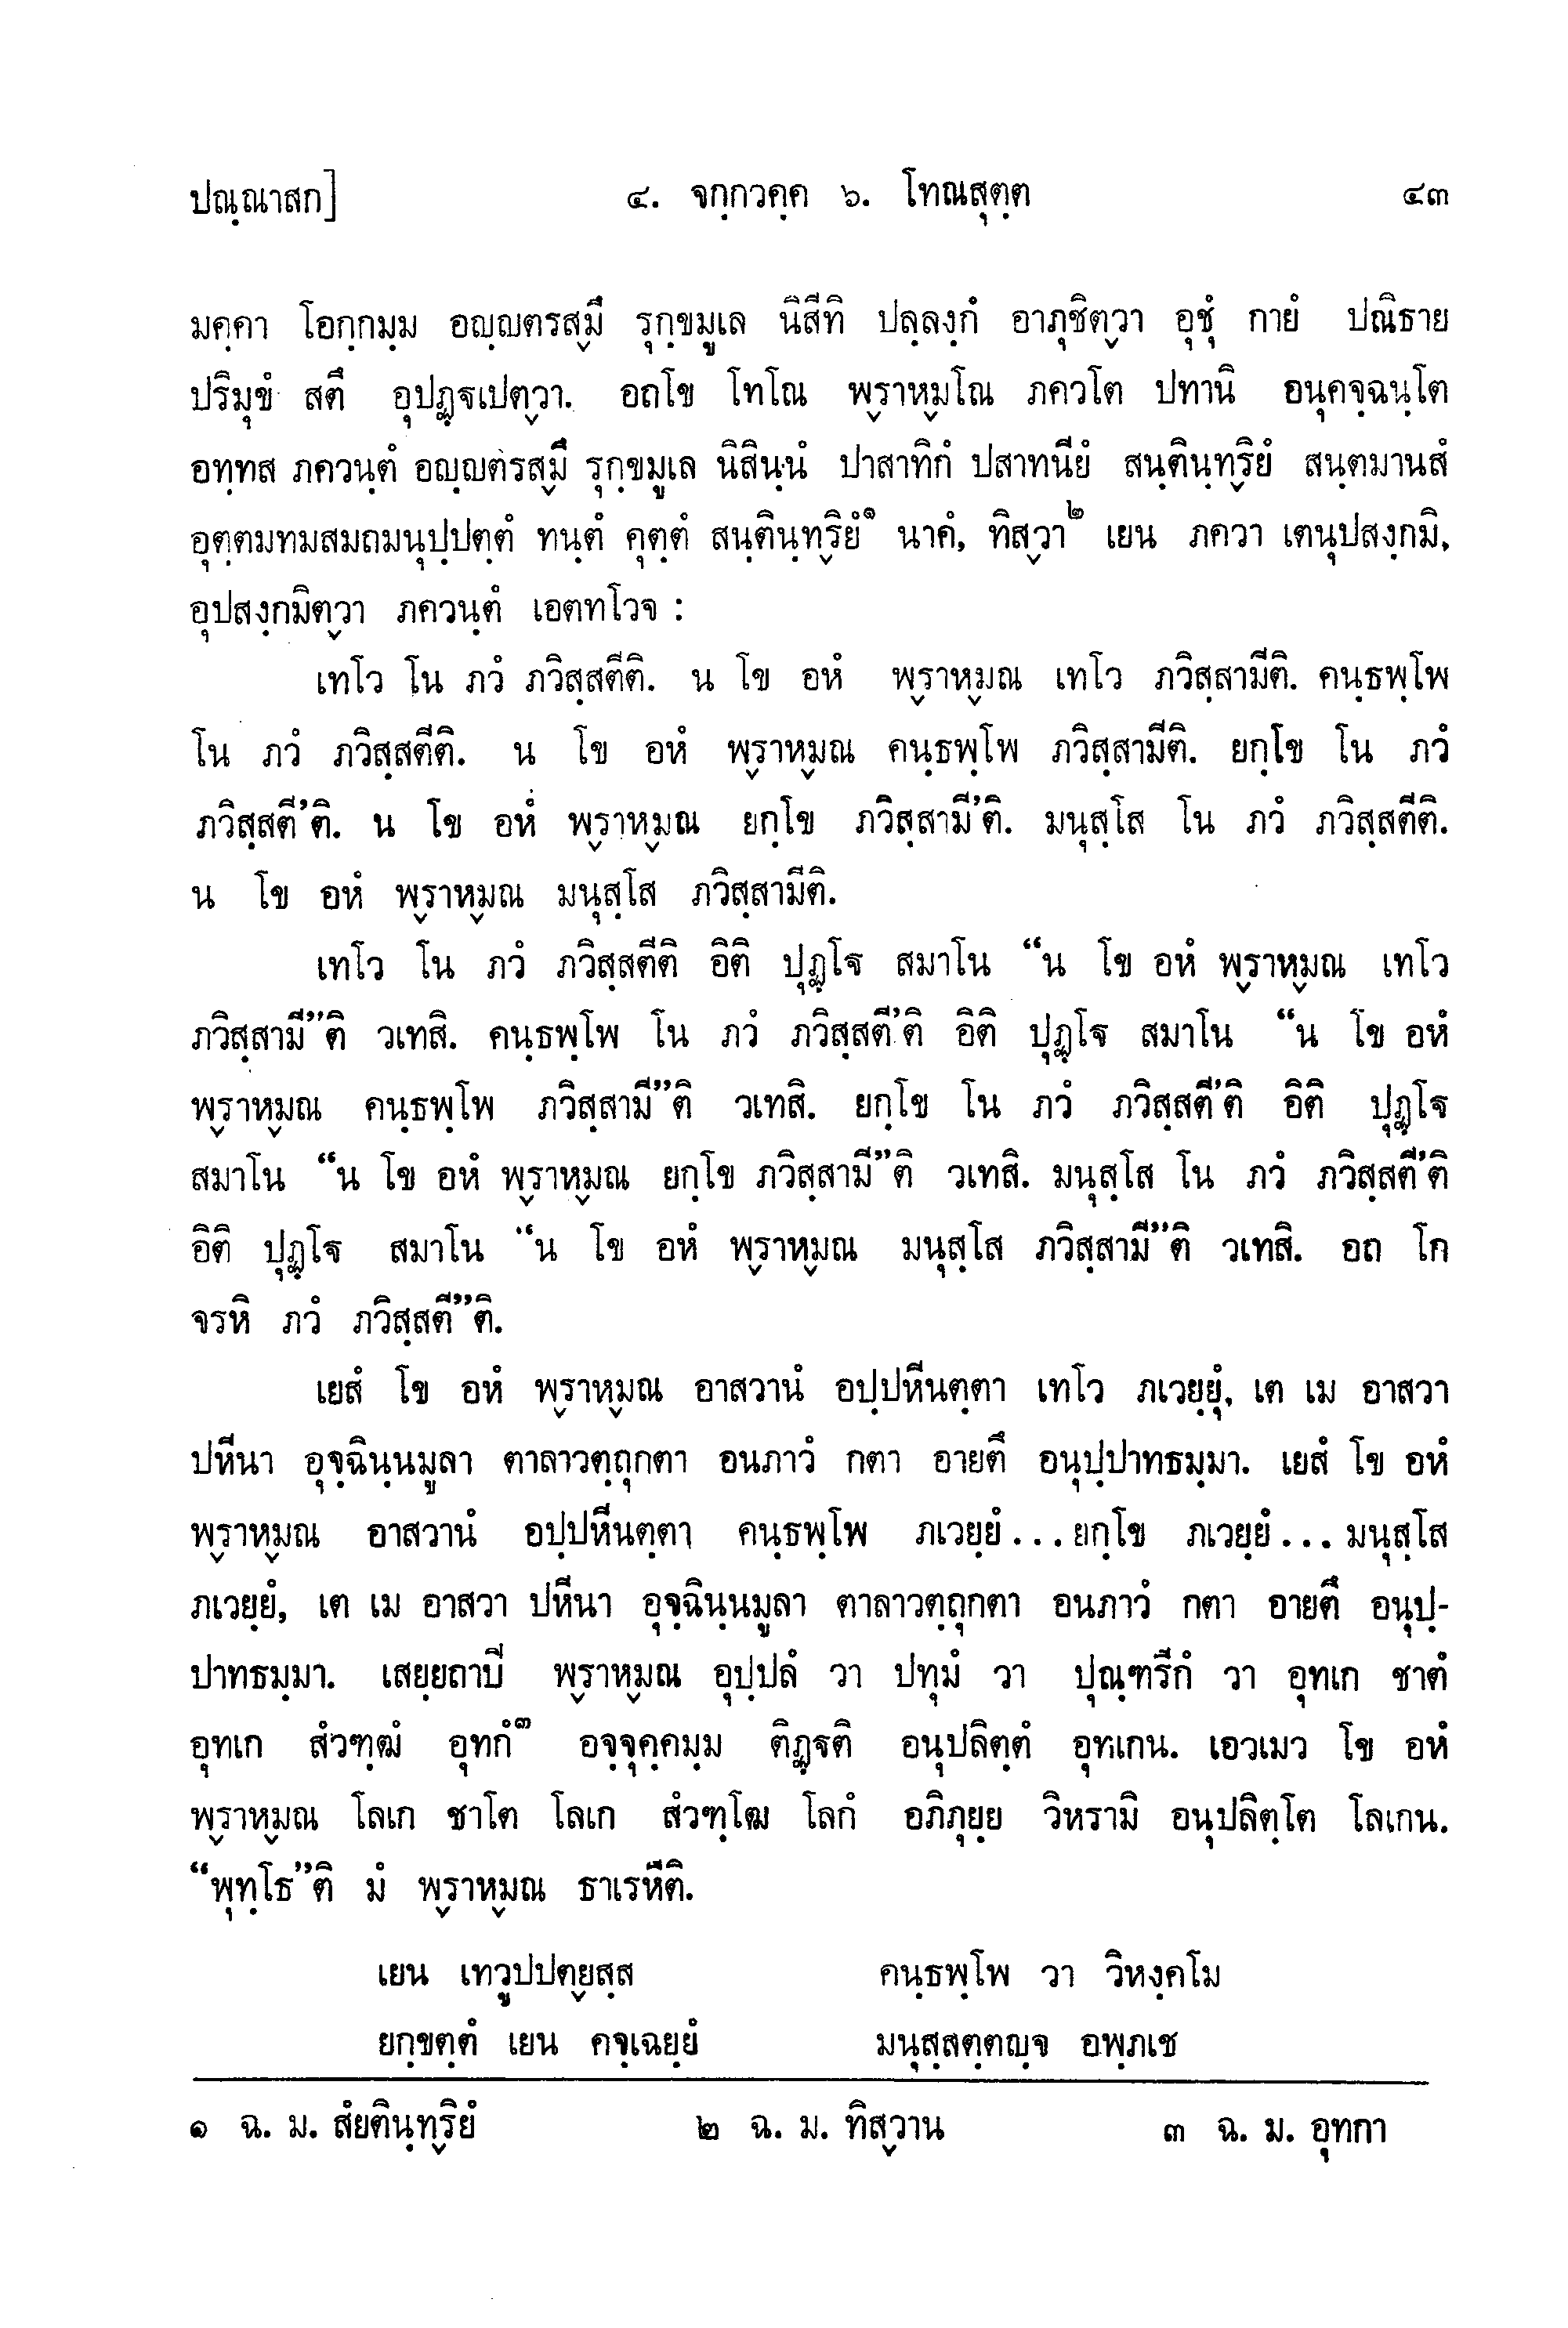 ปณฺณาสก] ๔. จกฺกวคฺค ๖. โทณสุตฺต ๔๓
มคฺคา โอกฺกมฺม อญฺญตรสฺมึ รุกฺขมูเล นิสีทิ ปลฺลงฺกํ อาภุชิตฺวา อุชุํ กายํ ปณิธาย
ปริมุขํ สตึ อุปฏฺฐเปตฺวา. อถโข โทโณ พฺราหฺมโณ ภควโต ปทานิ อนุคจฺฉนฺโต
อทฺทส ภควนฺตํ อญฺญตรสฺมึ รุกฺขมูเล นิสินฺนํ ปาสาทิกํ ปสาทนียํ สนฺตินฺทฺริยํ สนฺตมานสํ
อุตฺตมทมสมถมนุปฺปตฺตํ ทนฺตํ คุตฺตํ สนฺตินฺทฺริยํ๑ นาคํ, ทิสฺวา๒ เยน ภควา เตนุปสงฺกมิ,
อุปสงฺกมิตฺวา ภควนฺตํ เอตทโวจ :
เทโว โน ภวํ ภวิสฺสตีติ. น โข อหํ พฺราหฺมณ เทโว ภวิสฺสามีติ. คนฺธพฺโพ
โน ภวํ ภวิสฺสตีติ. น โข อหํ พฺราหฺมณ คนฺธพฺโพ ภวิสฺสามีติ. ยกฺโข โน ภวํ
ภวิสฺสตี’ติ. น โข อหํ พฺราหฺมณ ยกฺโข ภวิสฺสามี’ติ. มนุสฺโส โน ภวํ ภวิสฺสตีติ.
น โข อหํ พฺราหฺมณ มนุสฺโส ภวิสฺสามีติ.
เทโว โน ภวํ ภวิสฺสตีติ อิติ ปุฏฺโฐ สมาโน “น โข อหํ พฺราหฺมณ เทโว
ภวิสฺสามี”ติ วเทสิ. คนฺธพฺโพ โน ภวํ ภวิสฺสตี’ติ อิติ ปุฏฺโฐ สมาโน “น โข อหํ
พฺราหฺมณ คนฺธพฺโพ ภวิสฺสามี”ติ วเทสิ. ยกฺโข โน ภวํ ภวิสฺสตี’ติ อิติ ปุฏฺโฐ
สมาโน “น โข อหํ พฺราหฺมณ ยกฺโข ภวิสฺสามี”ติ วเทสิ. มนุสฺโส โน ภวํ ภวิสฺสตี’ติ
อิติ ปุฏฺโฐ สมาโน “น โข อหํ พฺราหฺมณ มนุสฺโส ภวิสฺสามี”ติ วเทสิ. อถ โก
จรหิ ภวํ ภวิสฺสตี”ติ.
เยสํ โข อหํ พฺราหฺมณ อาสวานํ อปฺปหีนตฺตา เทโว ภเวยฺยุํ, เต เม อาสวา
ปหีนา อุจฺฉินฺนมูลา ตาลาวตฺถุกตา อนภาวํ กตา อายตึ อนุปฺปาทธมฺมา. เยสํ โข อหํ
พฺราหฺมณ อาสวานํ อปฺปหีนตฺตา คนฺธพฺโพ ภเวยฺยํ...ยกฺโข ภเวยฺยํ...มนุสฺโส
ภเวยฺยํ, เต เม อาสวา ปหีนา อุจฺฉินฺนมูลา ตาลาวตฺถุกตา อนภาวํ กตา อายตึ อนุปฺ-
ปาทธมฺมา. เสยฺยถาปี พฺราหฺมณ อุปฺปลํ วา ปทุมํ วา ปุณฺฑรีกํ วา อุทเก ชาตํ
อุทเก สํวฑฺฒํ อุทกํ๓ อจฺจุคฺคมฺม ติฏฺฐติ อนุปลิตฺตํ อุทเกน. เอวเมว โข อหํ
พฺราหฺมณ โลเก ชาโต โลเก สํวฑฺโฒ โลกํ อภิภุยฺย วิหรามิ อนุปลิตฺโต โลเกน.
“พุทฺโธ”ติ มํ พฺราหฺมณ ธาเรหีติ.
เยน เทวูปปตฺยสฺส คนฺธพฺโพ วา วิหงฺคโม
ยกฺขตฺตํ เยน คจฺเฉยฺยํ มนุสฺสตฺตญฺจ อพฺภเช
๑ ฉ. ม. สํยตินฺทฺริยํ ๒ ฉ. ม. ทิสฺวาน ๓ ฉ. ม. อุทกา